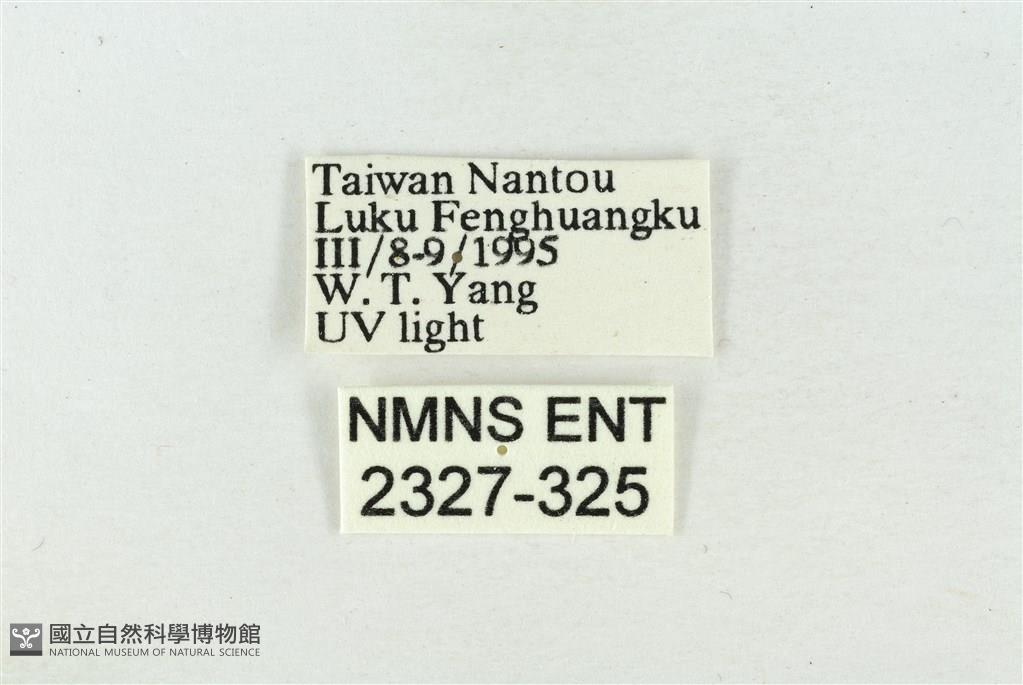 Taiwan Nantou
Luku Fenghuangku
III/8-9/1995
W. T. Yang
UV light
NMNS ENT
2327-325
國立自然科學博物館
NATIONAL MUSEUM OF NATURAL SCIENCE